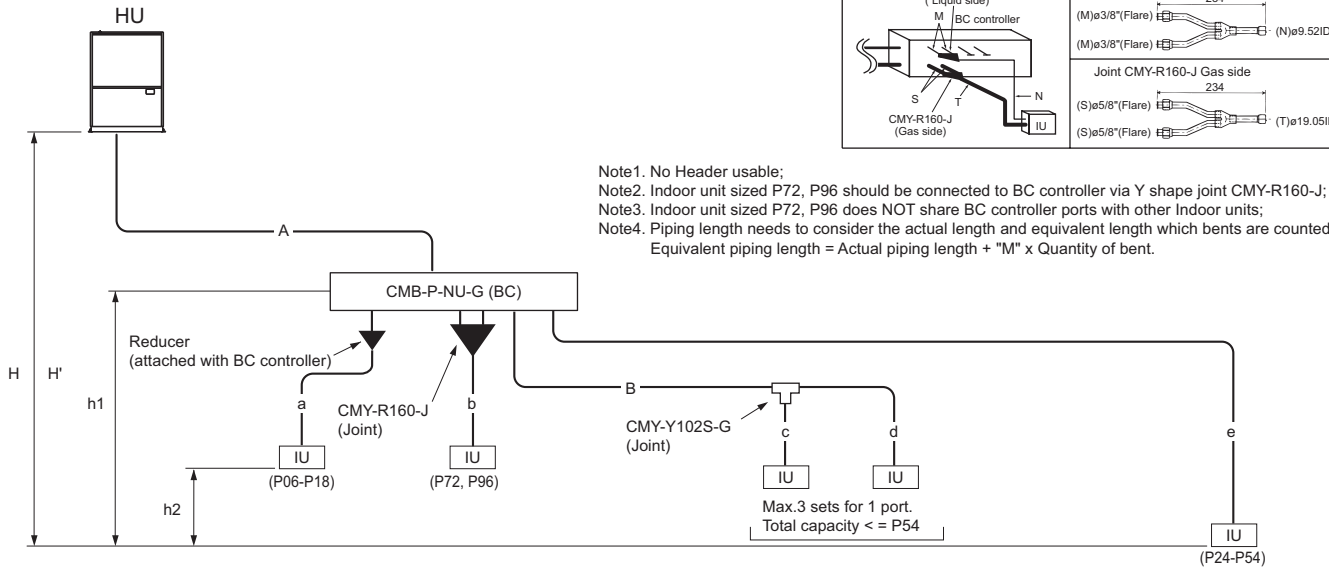 HU
( Liquid side)
M
BC controller
S
T
N
CMY-R160-J
(Gas side)
IU
(M)ø3/8"(Flare)
(N)ø9.52ID
(M)ø3/8"(Flare)
Joint CMY-R160-J Gas side
234
(S)ø5/8"(Flare)
(S)ø5/8"(Flare)
Note1. No Header usable;
Note2. Indoor unit sized P72, P96 should be connected to BC controller via Y shape joint CMY-R160-J;
Note3. Indoor unit sized P72, P96 does NOT share BC controller ports with other Indoor units;
Note4. Piping length needs to consider the actual length and equivalent length which bents are counted
Equivalent piping length = Actual piping length + "M" x Quantity of bent.
A
CMB-P-NU-G (BC)
Reducer
(attached with BC controller)
H
H'
h1
a
CMY-R160-J
(Joint)
b
B
CMY-Y102S-G
(Joint)
c
d
e
IU
(P06-P18)
IU
(P72, P96)
IU
IU
h2
Max.3 sets for 1 port.
Total capacity < = P54
IU
(P24-P54)